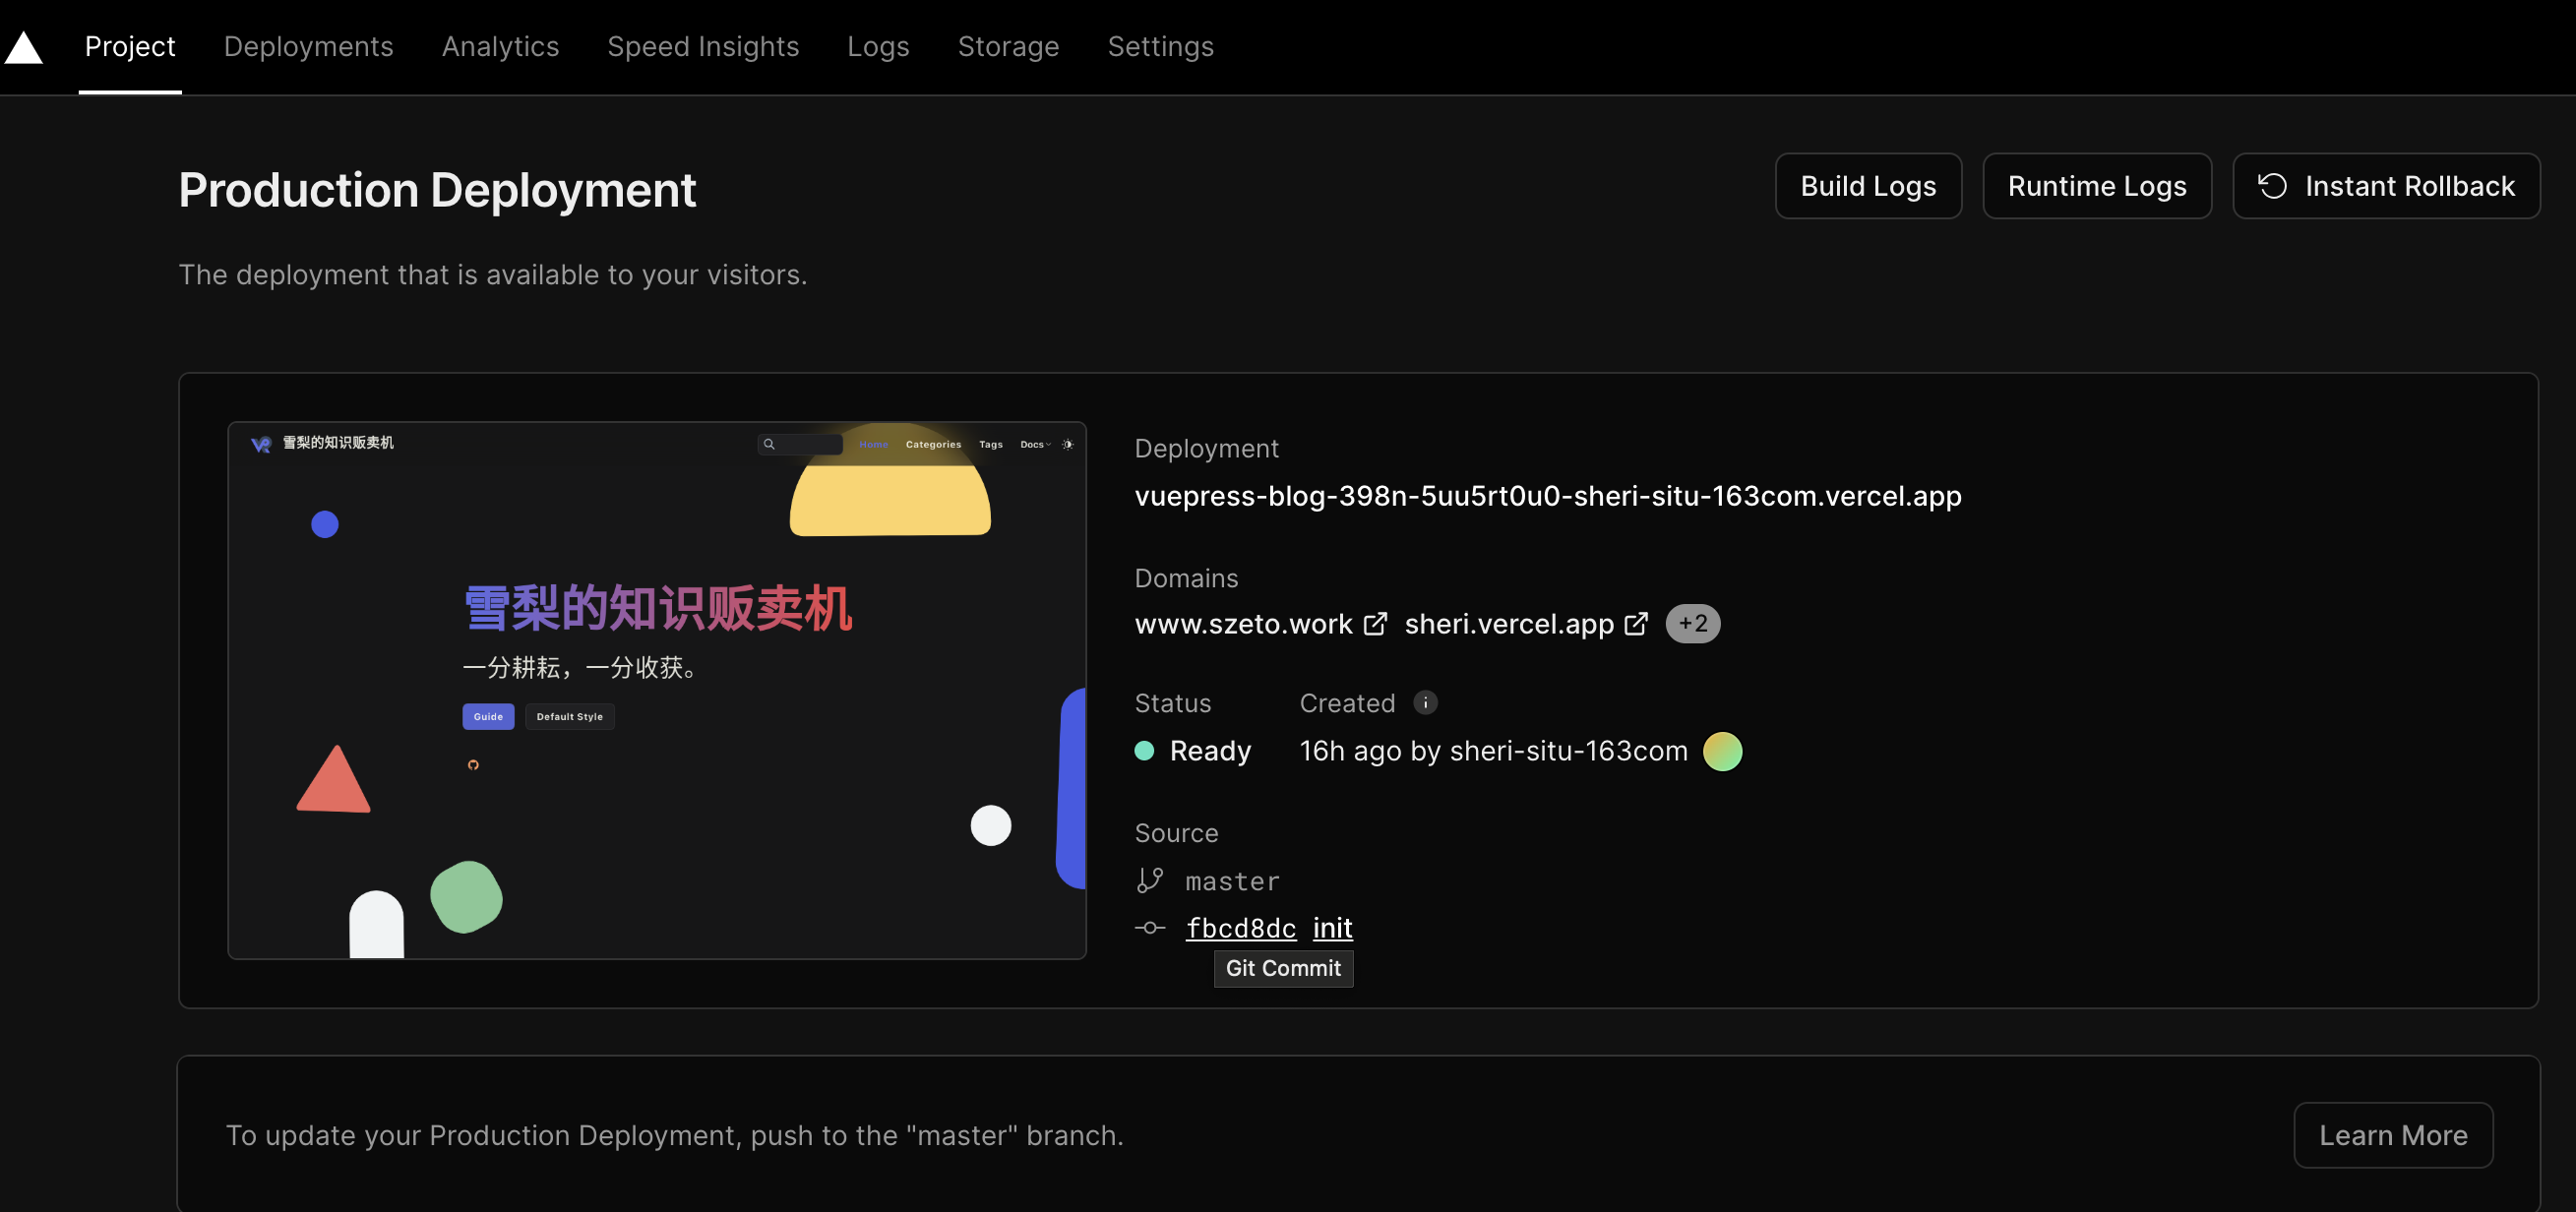 Project Deployments Analytics Speed Insights Logs Storage Settings
Production Deployment
Build Logs Runtime Logs Instant Rollback
The deployment that is available to your visitors.
雪梨的知识贩卖机
Home Categories Tags Docs
雪梨的知识贩卖机
一分耕耘，一分收获。
Guide Default Style
Deployment
vuepress-blog-398n-5uu5rt0u0-sheri-situ-163com.vercel.app
Domains
www.szeto.work sheri.vercel.app +2
Status Created
Ready 16h ago by sheri-situ-163com
Source
master
fbcd8dc init
Git Commit
To update your Production Deployment, push to the "master" branch.
Learn More